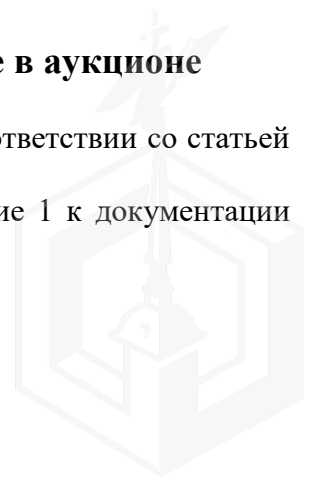 е в аукционе
ответствии со статьей
ие 1 к документации